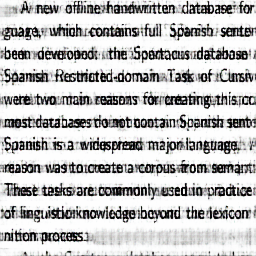 A new offline handwritten database for
guage, which contains full Spanish sente
been developed: the Spartacus database
Spanish Restricted-domain Task of Cursiv
were two main reasons for creating this co
most databases do not contain Spanish sent
Spanish is a widespread major language.
reason was to create a corpus from semant
These tasks are commonly used in practice
of linguistic knowledge beyond the lexicon
nition process.